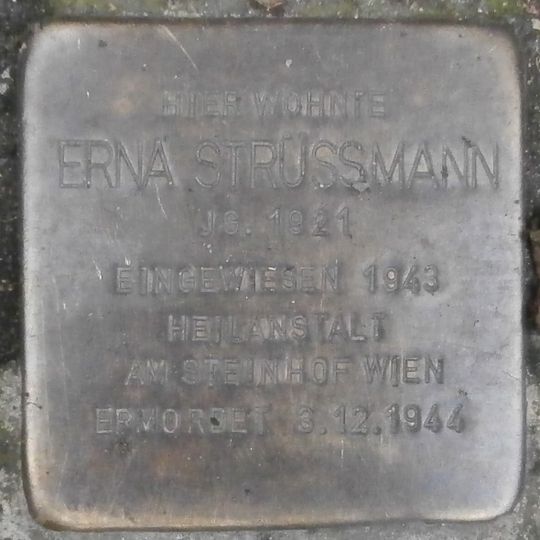 HIER WOHNTE
ERNA STRÜSSMANN
JG. 1921
EINGEWIESEN 1943
HEILANSTALT
AM STEINHOF WIEN
ERMORDET 3.12.1944